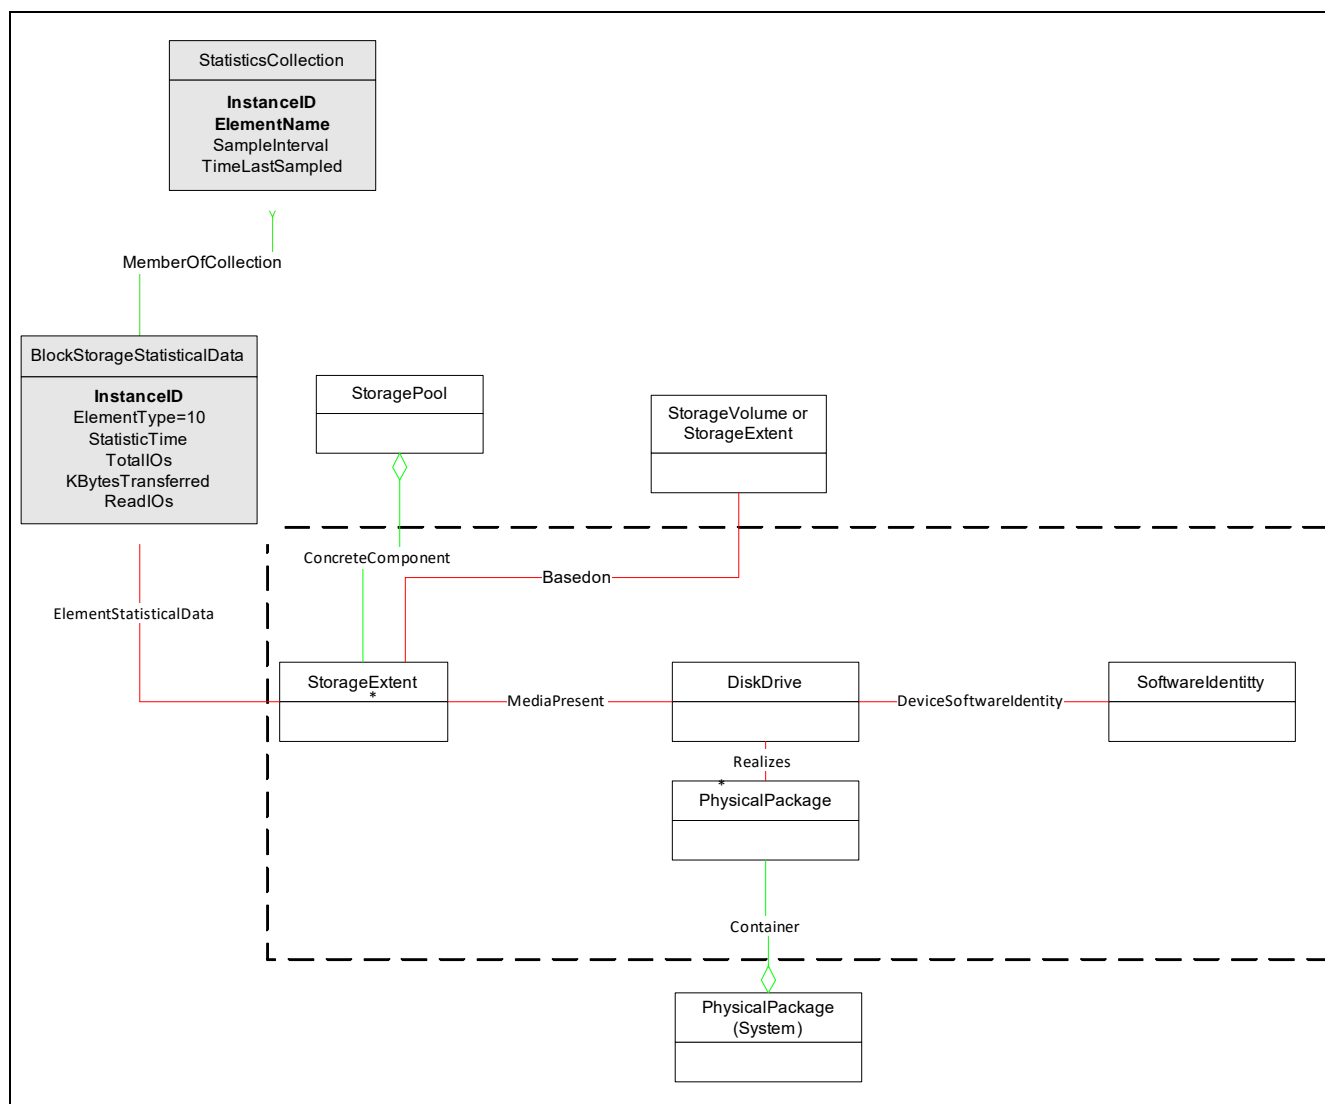 StatisticsCollection
InstanceID
ElementName
SampleInterval
TimeLastSampled
MemberOfCollection
BlockStorageStatisticalData
InstanceID
ElementType=10
StatisticTime
TotalIOs
KBytesTransferred
ReadIOs
StoragePool
StorageVolume or
StorageExtent
ConcreteComponent
Basedon
ElementStatisticalData
StorageExtent
*
MediaPresent
DiskDrive
DeviceSoftwareIdentity
SoftwareIdentitty
Realizes
*
PhysicalPackage
Container
PhysicalPackage
(System)